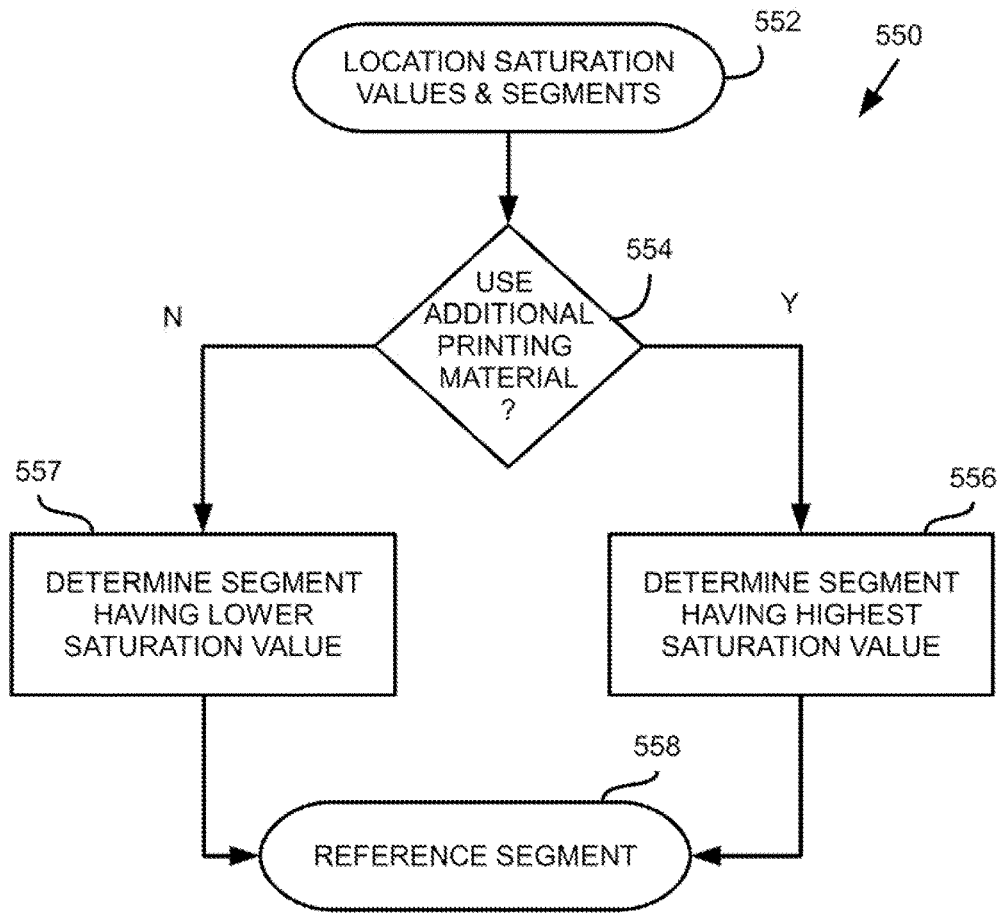 552
550
LOCATION SATURATION
VALUES & SEGMENTS
554
USE
ADDITIONAL
PRINTING
MATERIAL
?
N
Y
557
556
DETERMINE SEGMENT
HAVING LOWER
SATURATION VALUE
DETERMINE SEGMENT
HAVING HIGHEST
SATURATION VALUE
558
REFERENCE SEGMENT